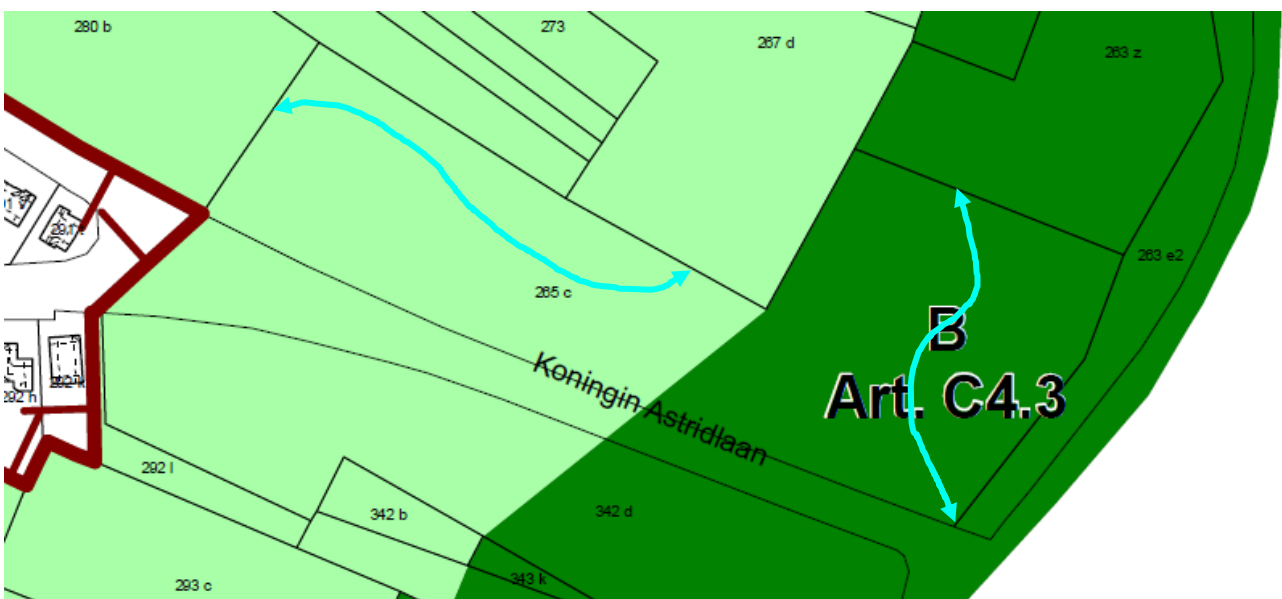 280 b
273
267 d
263 z
263 e2
265 c
B
Art. C4.3
Koningin Astridlaan
292 h
292 l
342 b
342 d
343 k
293 c